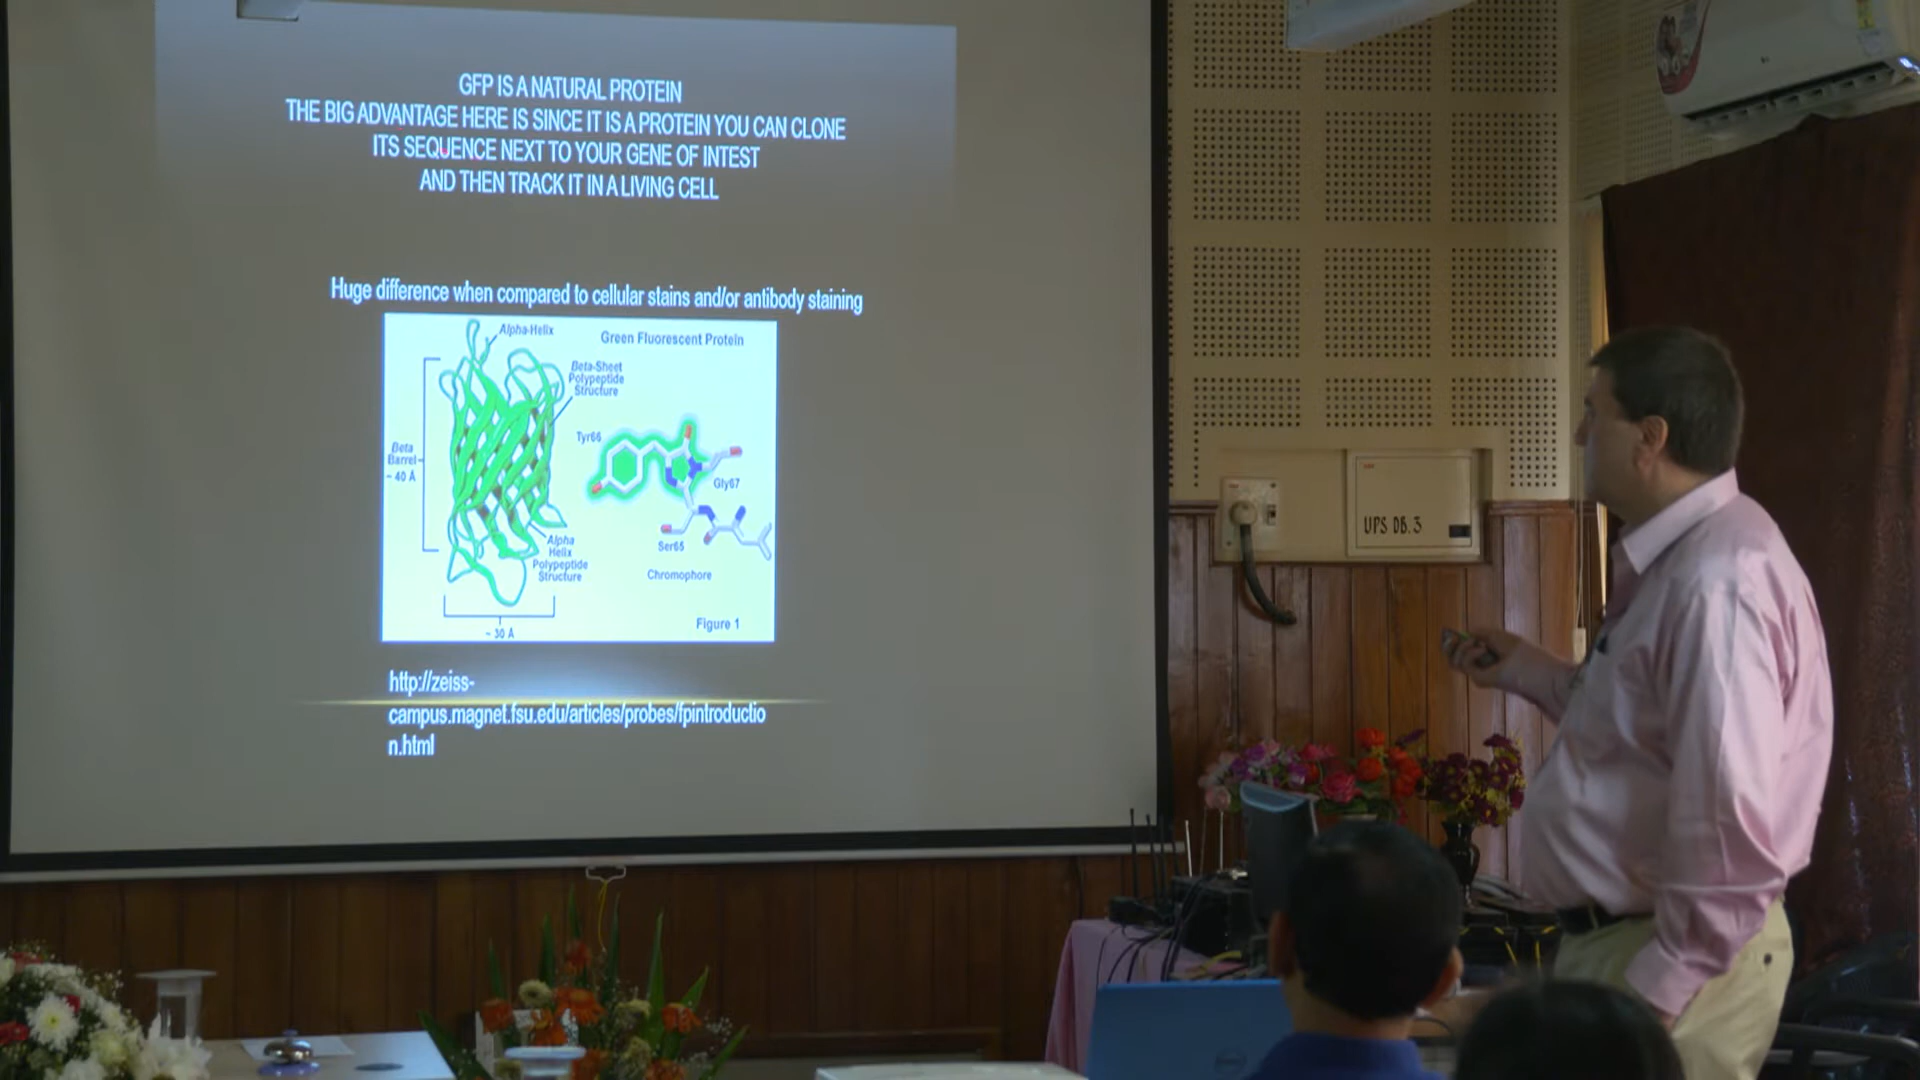 GFP IS A NATURAL PROTEIN
THE BIG ADVANTAGE HERE IS SINCE IT IS A PROTEIN YOU CAN CLONE
ITS SEQUENCE NEXT TO YOUR GENE OF INTEST
AND THEN TRACK IT IN A LIVING CELL
Huge difference when compared to cellular stains and/or antibody staining
Alpha-Helix
Green Fluorescent Protein
Beta-Sheet
Polypeptide
Structure
Tyr66
Beta
Barrel
~ 40 Å
Gly67
Ser65
Alpha
Helix
Polypeptide
Structure
Chromophore
Figure 1
~ 30 Å
http://zeiss-
campus.magnet.fsu.edu/articles/probes/fpintroductio
n.html
UPS DB.3